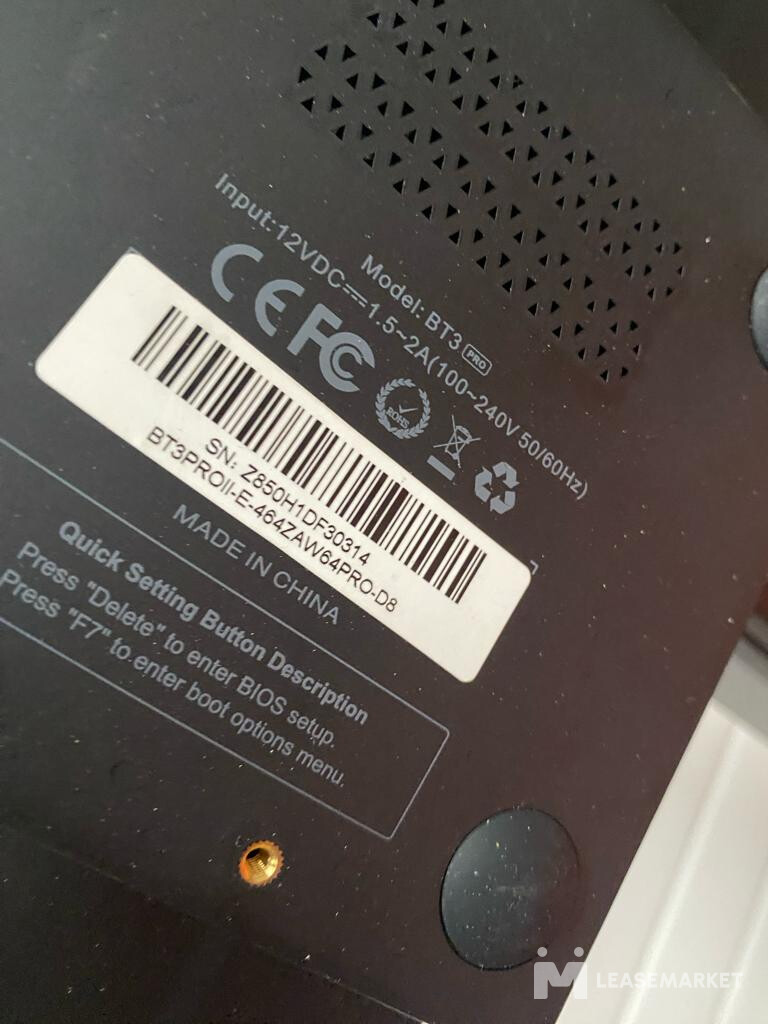 Model: BT3 PRO
Input:12VDC⎓1.5~2A(100~240V 50/60Hz)
CE FC
ROHS
SN: Z850H1DF30314
BT3PROII-E-464ZAW64PRO-D8
MADE IN CHINA
Quick Setting Button Description
Press "Delete" to enter BIOS setup.
Press "F7" to enter boot options menu.
LEASEMARKET